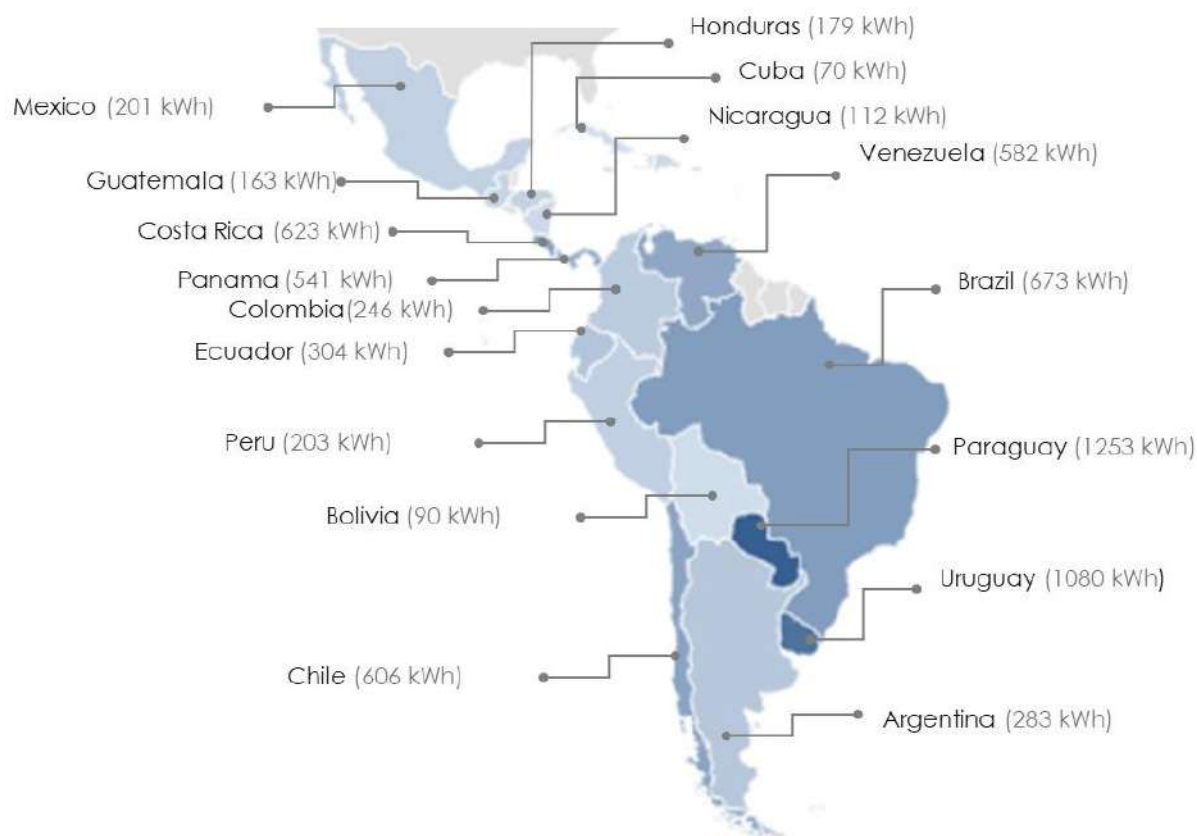 Honduras (179 kWh)
Cuba (70 kWh)
Mexico (201 kWh)
Nicaragua (112 kWh)
Venezuela (582 kWh)
Guatemala (163 kWh)
Costa Rica (623 kWh)
Panama (541 kWh)
Brazil (673 kWh)
Colombia(246 kWh)
Ecuador (304 kWh)
Peru (203 kWh)
Paraguay (1253 kWh)
Bolivia (90 kWh)
Uruguay (1080 kWh)
Chile (606 kWh)
Argentina (283 kWh)